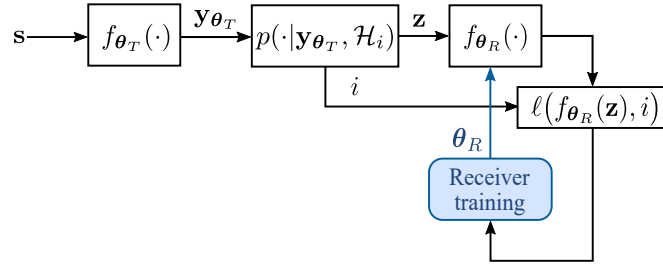 s
f_{θ_T}(·)
y_{θ_T}
p(·|y_{θ_T}, ℋ_i)
z
f_{θ_R}(·)
i
ℓ(f_{θ_R}(z), i)
θ_R
Receiver
training